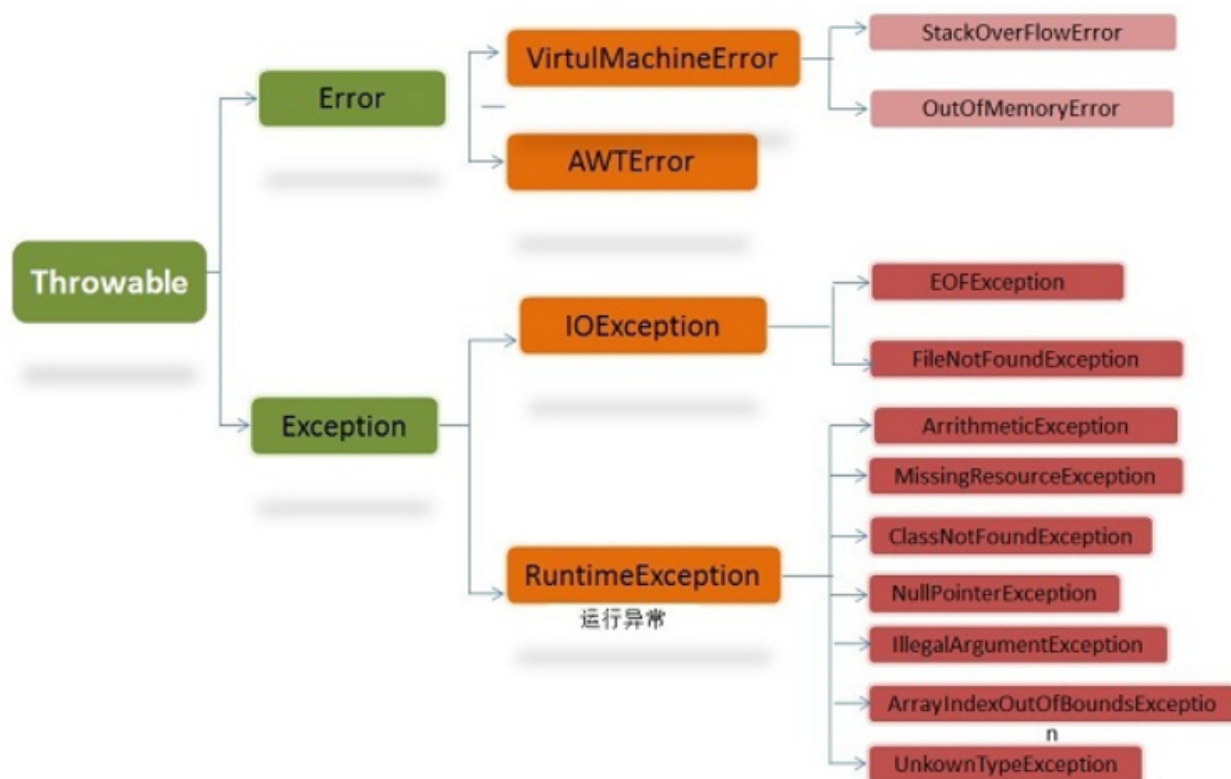 Throwable
Error
Exception
VirtulMachineError
AWTError
IOException
RuntimeException
运行异常
StackOverFlowError
OutOfMemoryError
EOFException
FileNotFoundException
ArrithmeticException
MissingResourceException
ClassNotFoundException
NullPointerException
IllegalArgumentException
ArrayIndexOutOfBoundsExceptio
n
UnkownTypeException